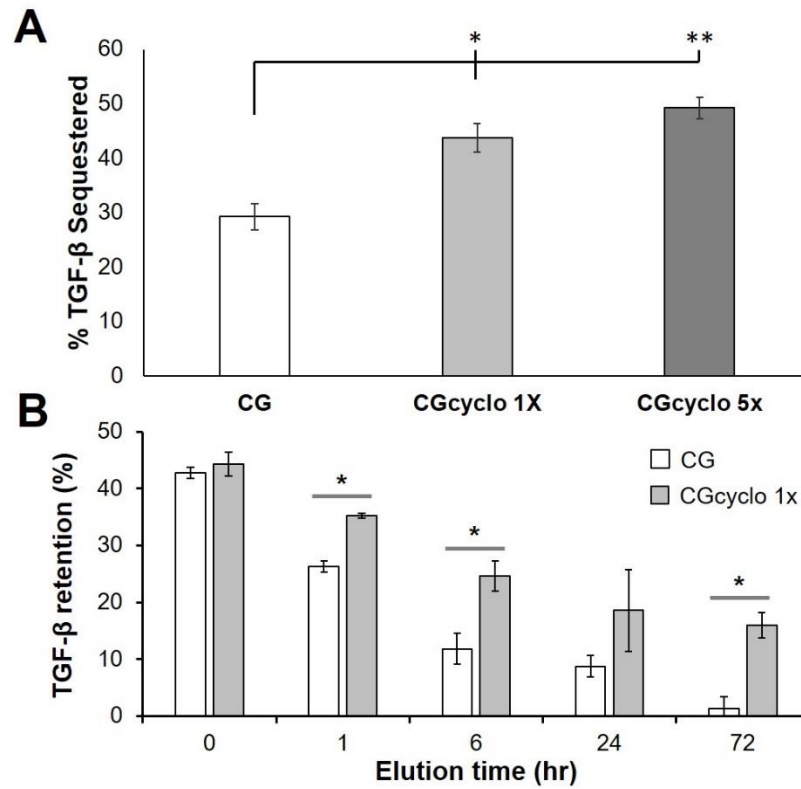 A
* **
% TGF-β Sequestered
60
50
40
30
20
10
0
CG CGcyclo 1X CGcyclo 5x
B
TGF-β retention (%)
50
40
30
20
10
0
CG
CGcyclo 1x
* * *
0 1 6 24 72
Elution time (hr)